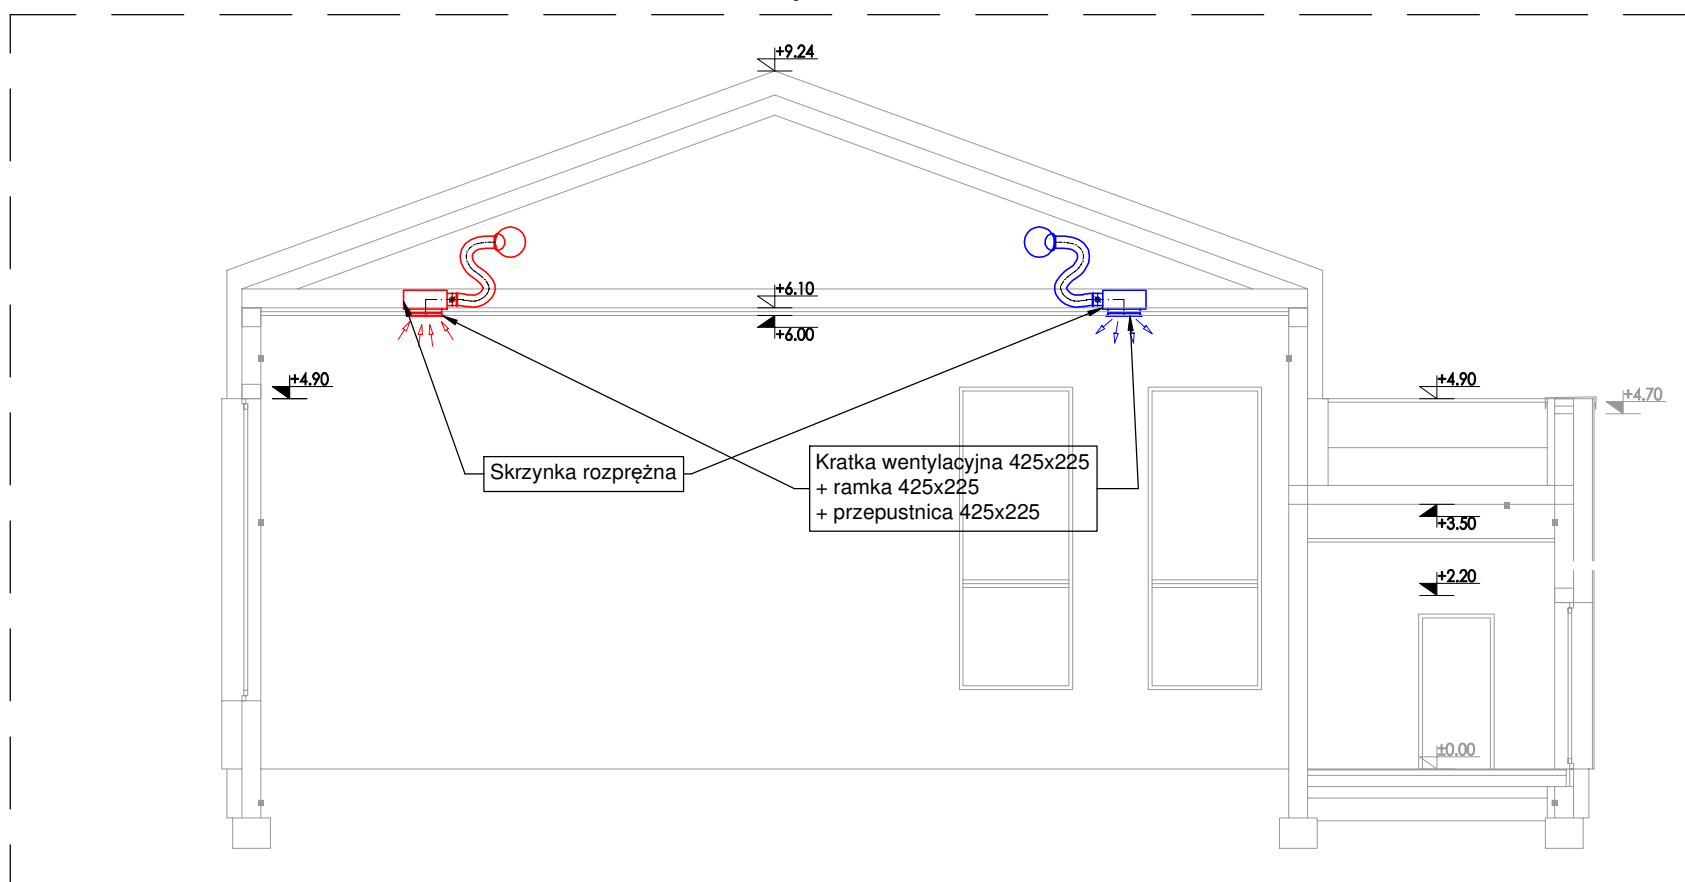 +9.24
+6.10
+6.00
+4.90
+4.90
+4.70
Skrzynka rozprężna
Kratka wentylacyjna 425x225
+ ramka 425x225
+ przepustnica 425x225
+3.50
+2.20
±0.00